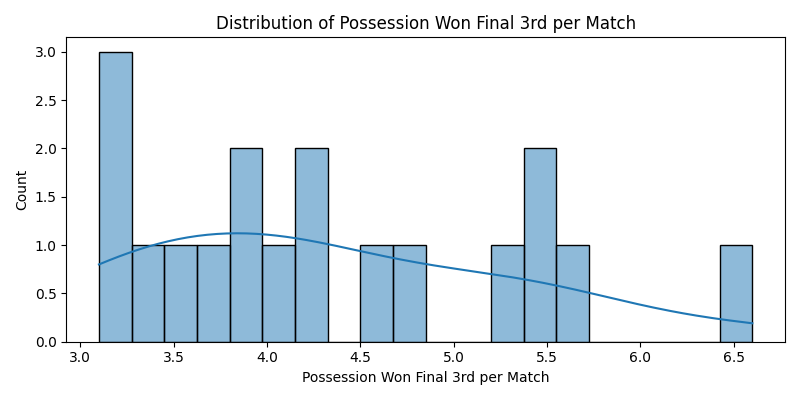 Distribution of Possession Won Final 3rd per Match
3.0
2.5
2.0
1.5
1.0
0.5
0.0
Count
3.0 3.5 4.0 4.5 5.0 5.5 6.0 6.5
Possession Won Final 3rd per Match